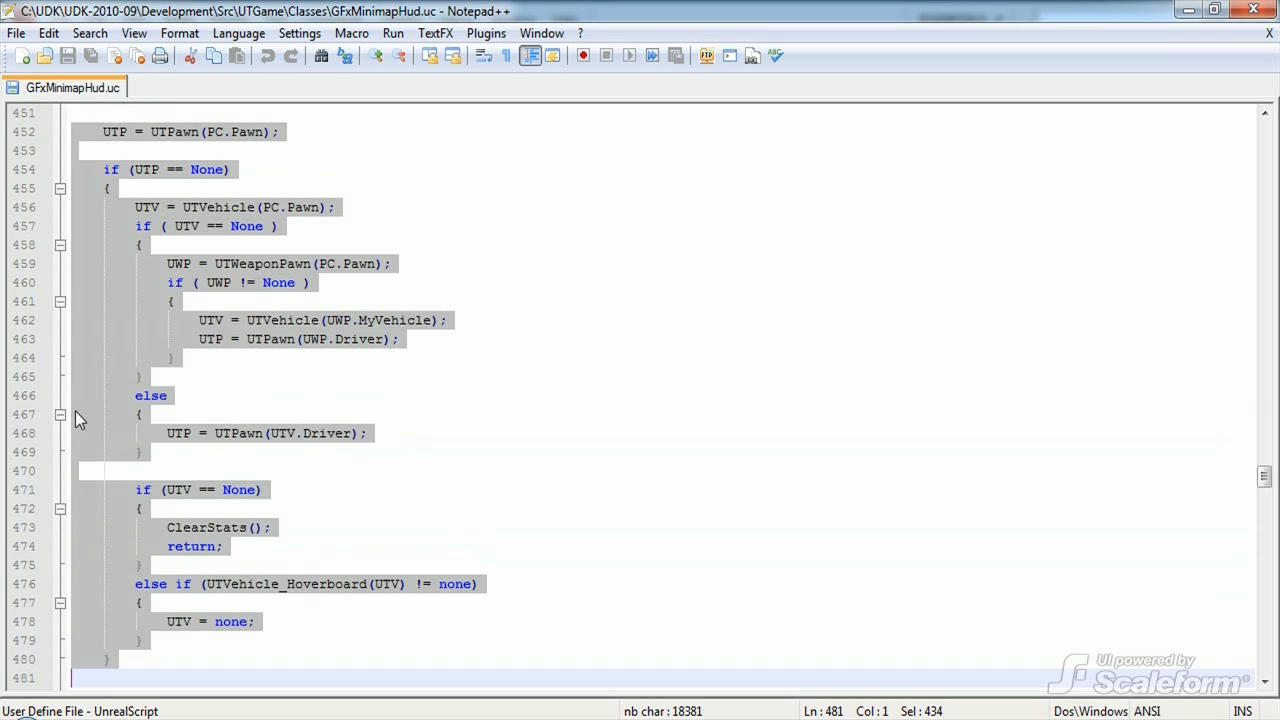 C:\UDK\UDK-2010-09\Development\Src\UTGame\Classes\GFxMinimapHud.uc - Notepad++
File Edit Search View Format Language Settings Macro Run TextFX Plugins Window ? X
GFxMinimapHud.uc
451
452 UTP = UTPawn(PC.Pawn);
453
454 if (UTP == None)
455 {
456 UTV = UTVehicle(PC.Pawn);
457 if ( UTV == None )
458 {
459 UWP = UTWeaponPawn(PC.Pawn);
460 if ( UWP != None )
461 {
462 UTV = UTVehicle(UWP.MyVehicle);
463 UTP = UTPawn(UWP.Driver);
464 }
465 }
466 else
467 {
468 UTP = UTPawn(UTV.Driver);
469 }
470
471 if (UTV == None)
472 {
473 ClearStats();
474 return;
475 }
476 else if (UTVehicle_Hoverboard(UTV) != none)
477 {
478 UTV = none;
479 }
480 }
481
UI powered by
Scaleform®
User Define File - UnrealScript nb char : 18381 Ln : 481 Col : 1 Sel : 434 Dos\Windows ANSI INS